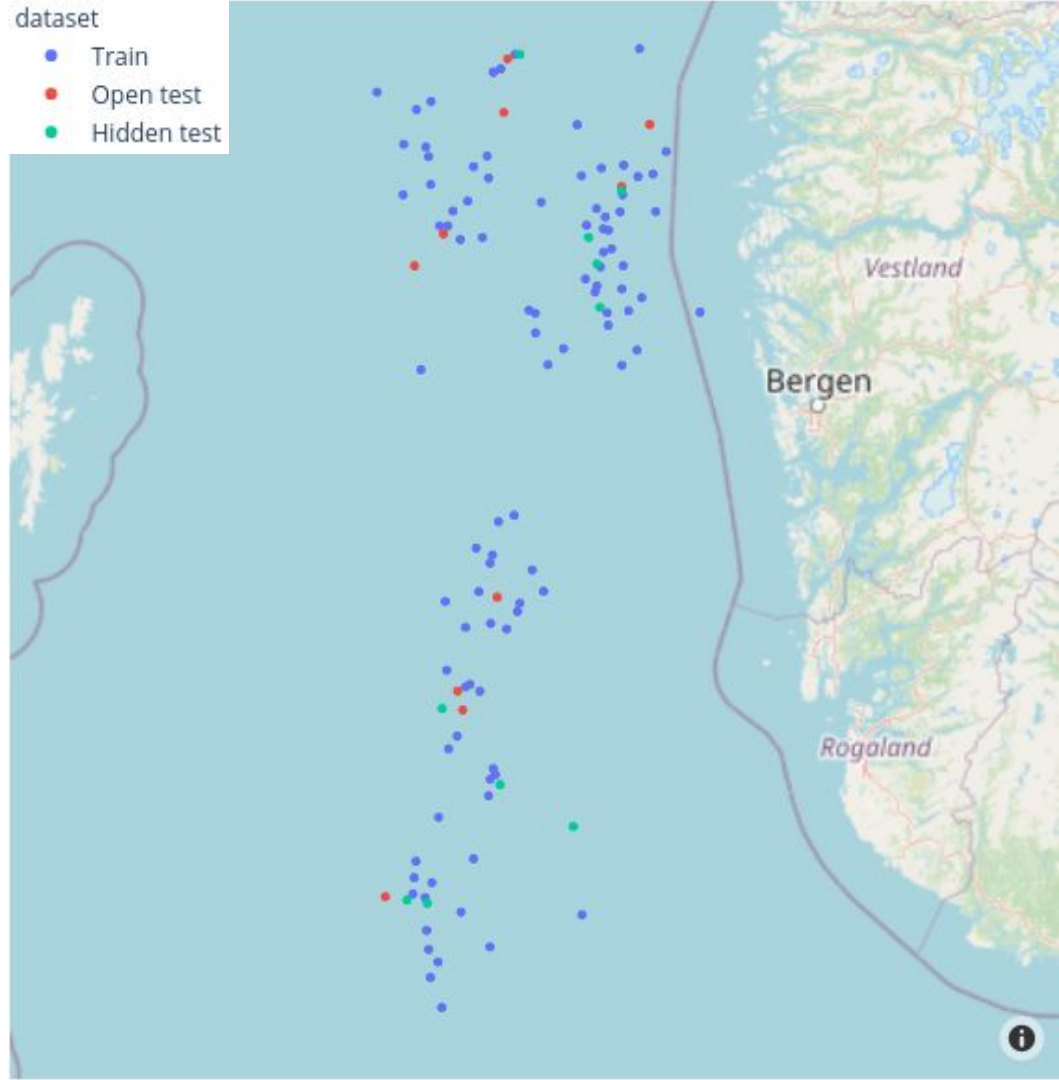 dataset
Train
Open test
Hidden test
Vestland
Bergen
Rogaland
i